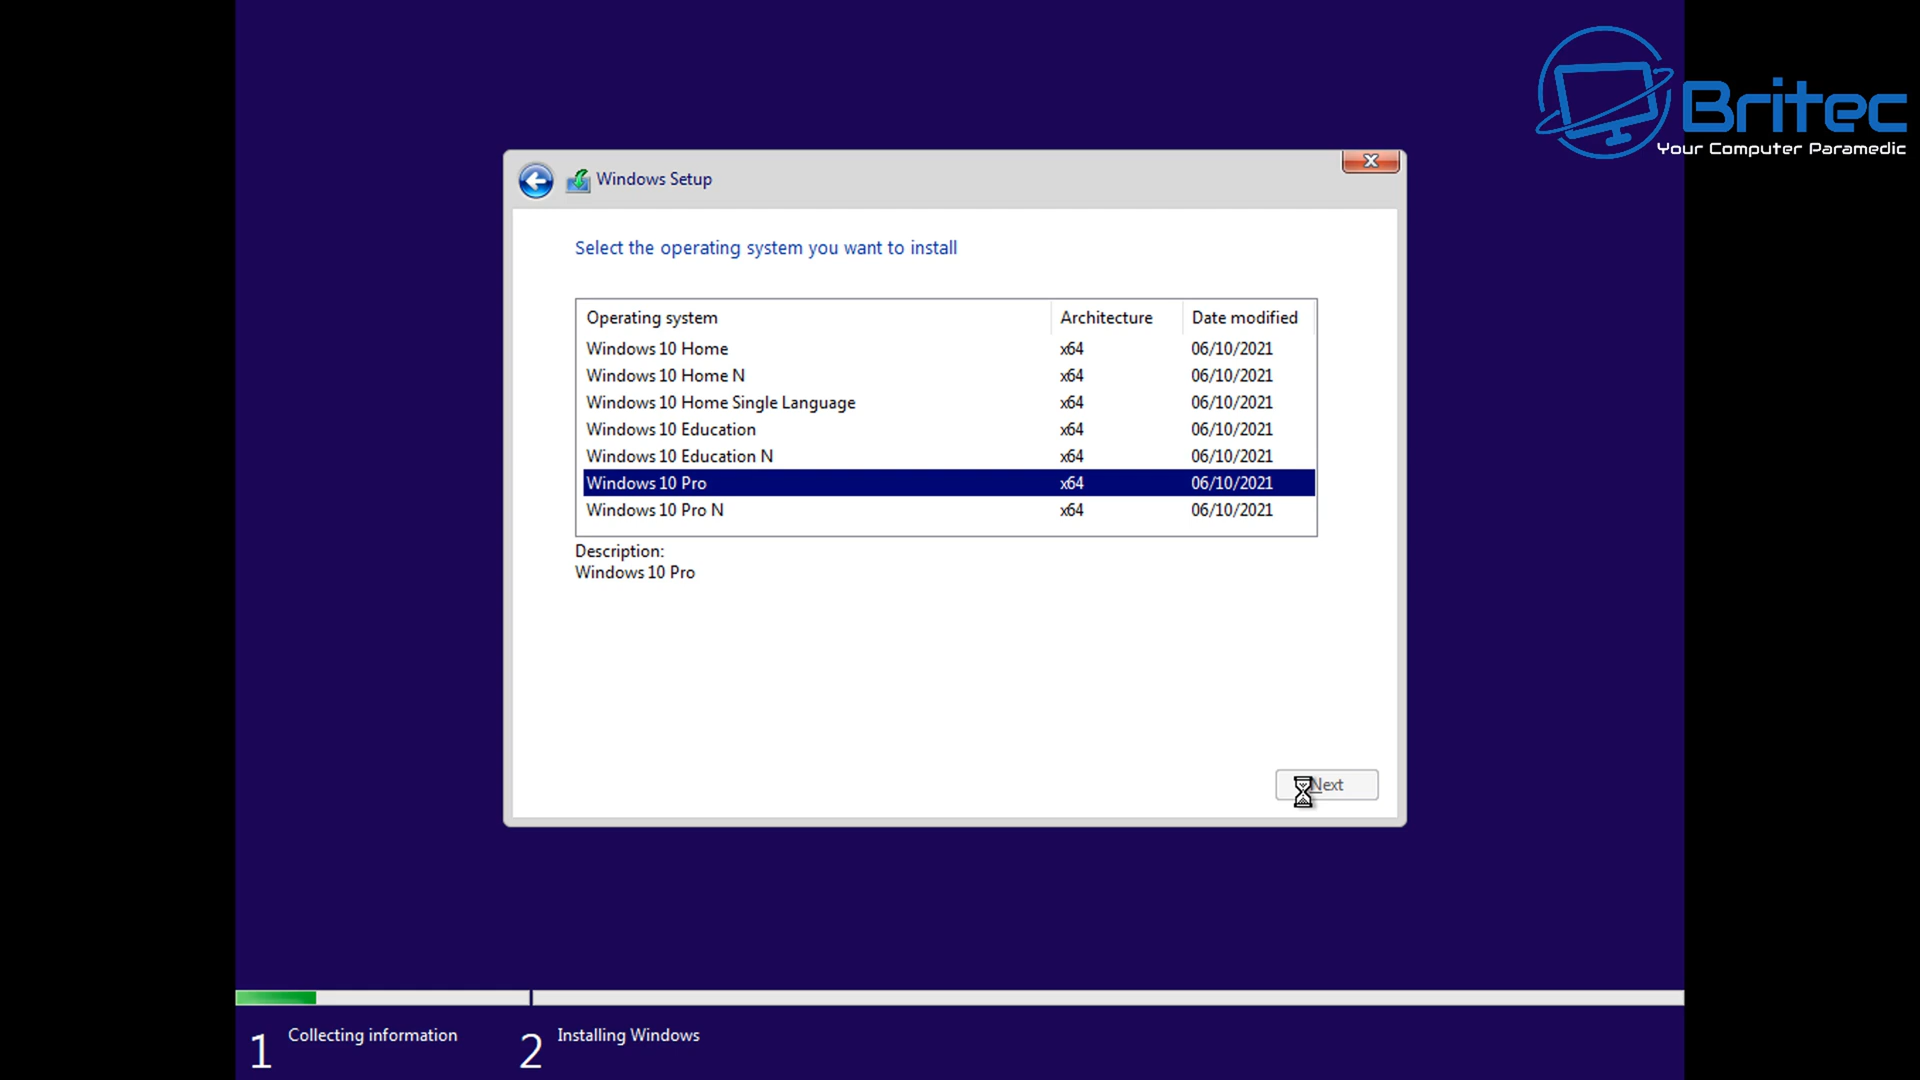 Britec
Your Computer Paramedic
Windows Setup
Select the operating system you want to install
Operating system Architecture Date modified
Windows 10 Home x64 06/10/2021
Windows 10 Home N x64 06/10/2021
Windows 10 Home Single Language x64 06/10/2021
Windows 10 Education x64 06/10/2021
Windows 10 Education N x64 06/10/2021
Windows 10 Pro x64 06/10/2021
Windows 10 Pro N x64 06/10/2021
Description:
Windows 10 Pro
Next
1 Collecting information 2 Installing Windows